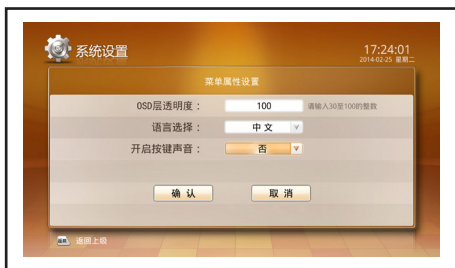 系统设置
17:24:01
2014-02-25 星期二
菜单属性设置
OSD层透明度： 100 请输入30至100的整数
语言选择： 中文
开启按键声音： 否
确认 取消
返回上级